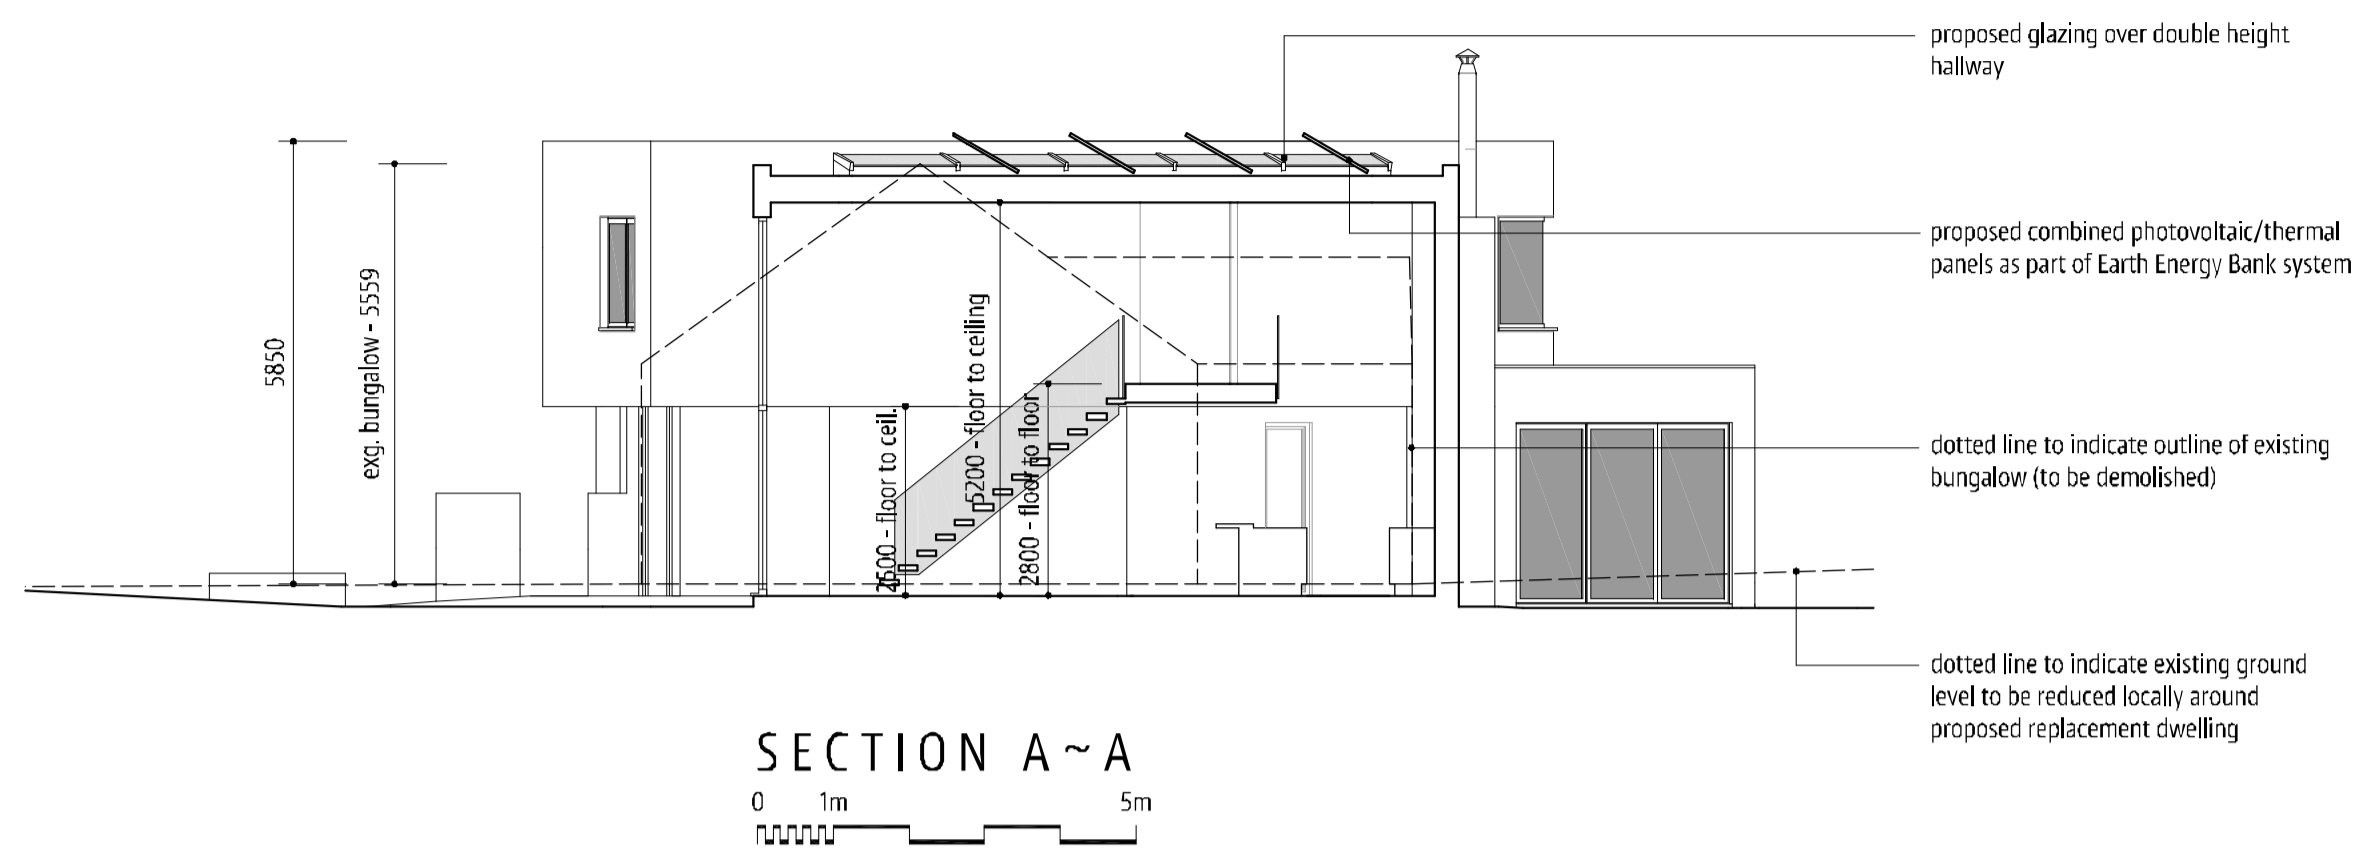 proposed glazing over double height
hallway
proposed combined photovoltaic/thermal
panels as part of Earth Energy Bank system
dotted line to indicate outline of existing
bungalow (to be demolished)
dotted line to indicate existing ground
level to be reduced locally around
proposed replacement dwelling
5850
exg. bungalow - 5559
2500 - floor to ceil.
5200 - floor to ceiling
2800 - floor to floor
SECTION A~A
0 1m 5m